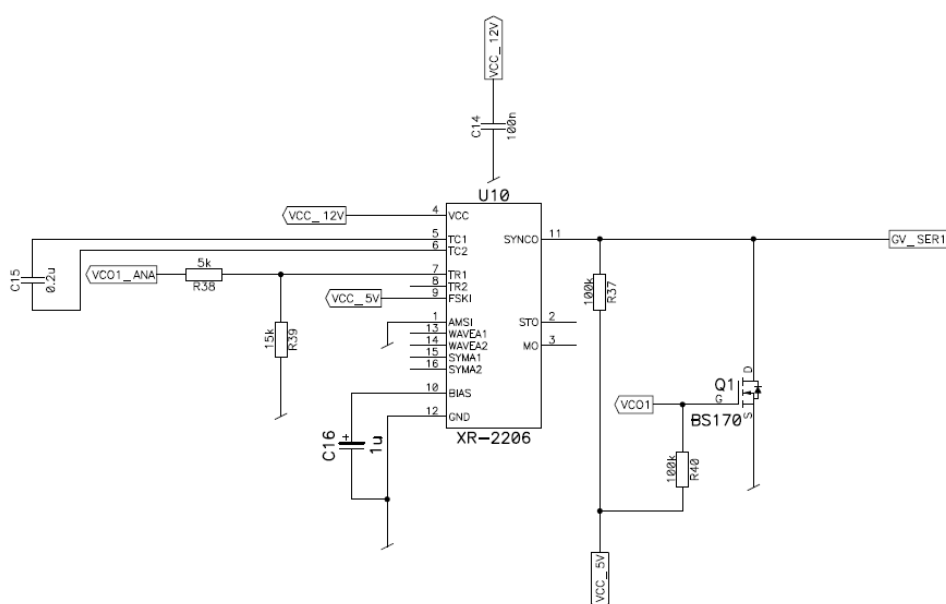 VCC_12V
C14
100n
U10
VCC_12V
4
VCC
5
TC1
6
TC2
SYNCO
11
GV_SER1
C15
0.2u
VCO1_ANA
5k
R38
7
TR1
8
TR2
VCC_5V
9
FSKI
100k
R37
15k
R39
1
AMSI
13
WAVEA1
14
WAVEA2
15
SYMA1
16
SYMA2
STO
2
MO
3
10
BIAS
12
GND
XR-2206
C16
+
1u
VCO1
Q1
G
D
S
BS170
100k
R40
VCC_5V